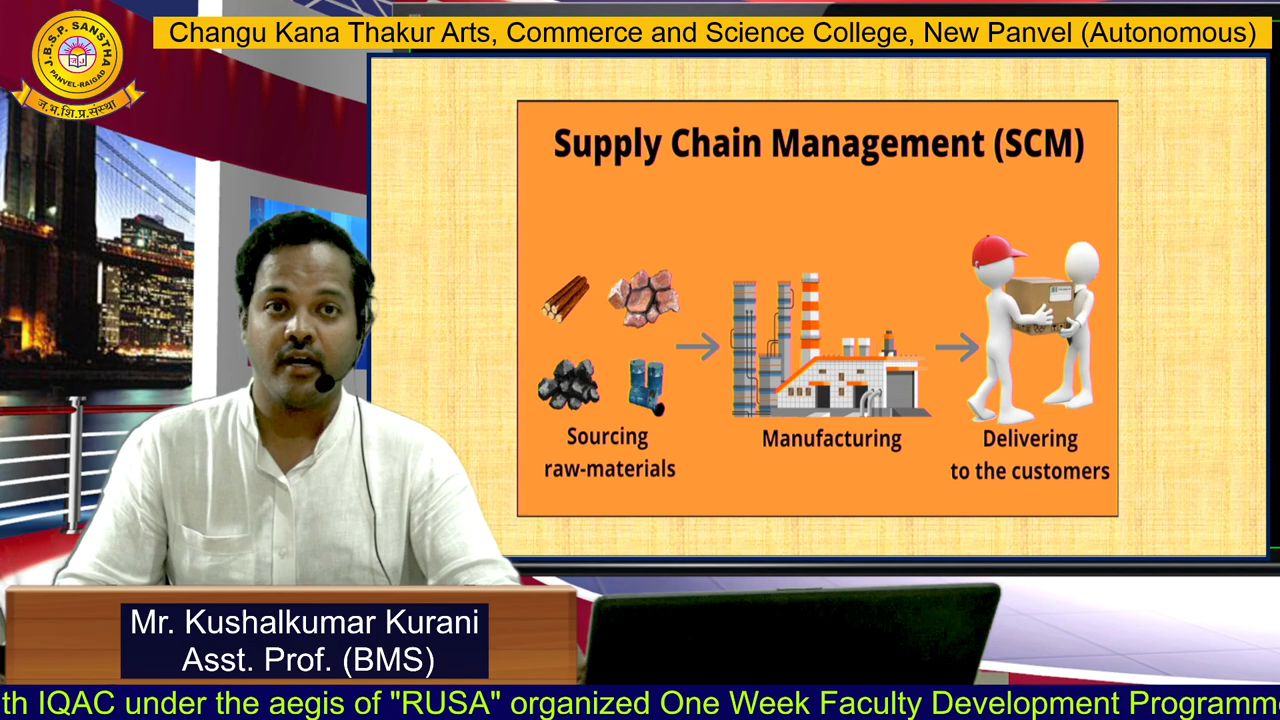 J.B.S.P. SANSTHA
PANVEL-RAIGAD
ज.भ.शि.प्र.संस्था
Changu Kana Thakur Arts, Commerce and Science College, New Panvel (Autonomous)
Supply Chain Management (SCM)
Sourcing
raw-materials
Manufacturing
Delivering
to the customers
Mr. Kushalkumar Kurani
Asst. Prof. (BMS)
th IQAC under the aegis of "RUSA" organized One Week Faculty Development Programm